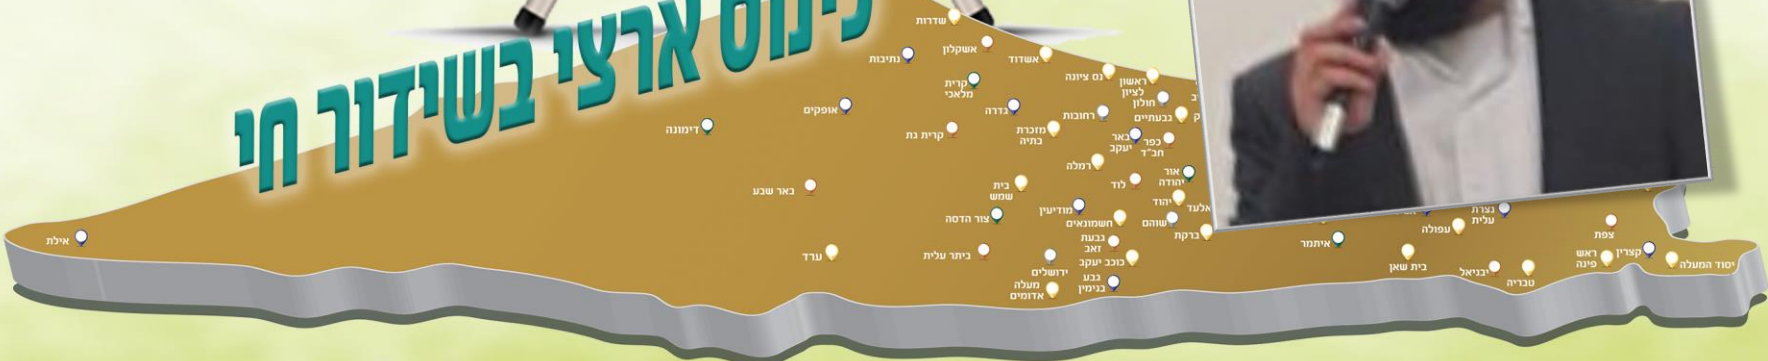 כינוס ארצי בשידור חי
שדרות
אשקלון
אשדוד
נתיבות
קרית
מלאכי
נס ציונה
ראשון
לציון
חולון
גבעתיים
אופקים
גדרה
רחובות
דימונה
קרית גת
מזכרת
בתיה
באר
יעקב
כפר
חב"ד
רמלה
אור
יהודה
לוד
באר שבע
בית
שמש
יהוד
אלעד
מודיעין
צור הדסה
חשמונאים
שוהם
ברקת
נצרת
עלית
עפולה
צפת
אילת
ערד
ביתר עלית
ירושלים
גבעת
זאב
כוכב יעקב
איתמר
בית שאן
יבניאל
טבריה
ראש
פינה
קצרין
יסוד המעלה
מעלה
אדומים
גבע
בנימין